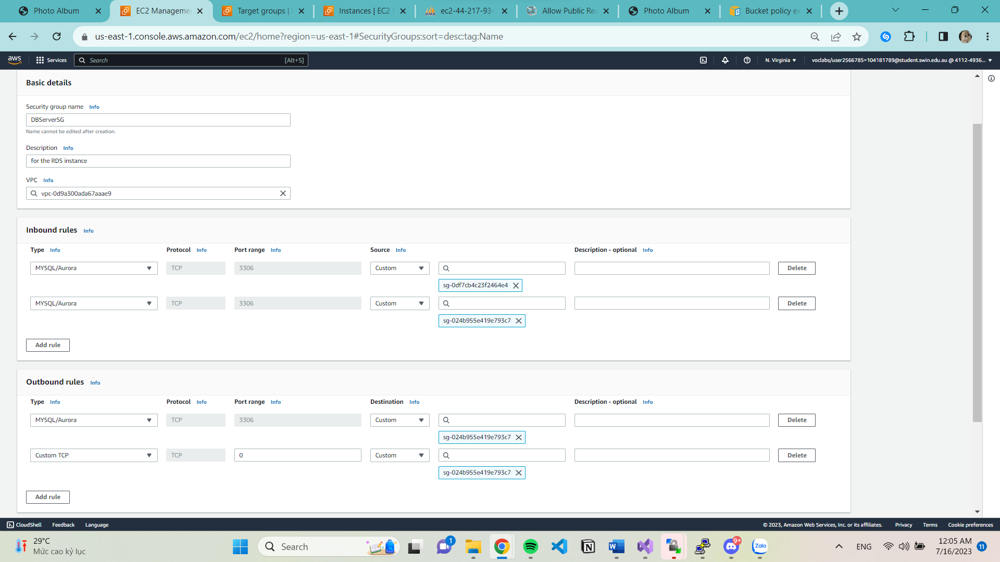 Photo Album
EC2 Manageme
Target groups |
Instances | EC2
PMA
ec2-44-217-93-
Allow Public Rea
Photo Album
Bucket policy ex
us-east-1.console.aws.amazon.com/ec2/home?region=us-east-1#SecurityGroups:sort=desc:tag:Name
aws
Services
Search
[Alt+S]
N. Virginia
voclabs/user2566785=104181789@student.swin.edu.au @ 4112-4936...
Basic details
Security group name Info
DBServerSG
Name cannot be edited after creation.
Description Info
for the RDS instance
VPC Info
vpc-0d9a300ada67aaae9
Inbound rules Info
Type Info Protocol Info Port range Info Source Info Description - optional Info
MYSQL/Aurora TCP 3306 Custom Delete
sg-0df7cb4c23f2464e4
MYSQL/Aurora TCP 3306 Custom Delete
sg-024b955e419e793c7
Add rule
Outbound rules Info
Type Info Protocol Info Port range Info Destination Info Description - optional Info
MYSQL/Aurora TCP 3306 Custom Delete
sg-024b955e419e793c7
Custom TCP TCP 0 Custom Delete
sg-024b955e419e793c7
Add rule
CloudShell Feedback Language © 2023, Amazon Web Services, Inc. or its affiliates. Privacy Terms Cookie preferences
29°C
Mức cao kỷ lục
Search
1
9+
Zalo
ENG
12:05 AM
7/16/2023
11